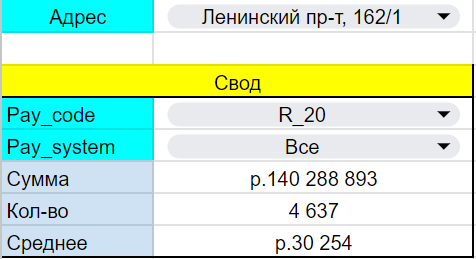 Адрес Ленинский пр-т, 162/1
Свод
Pay_code R_20
Pay_system Все
Сумма р.140 288 893
Кол-во 4 637
Среднее р.30 254